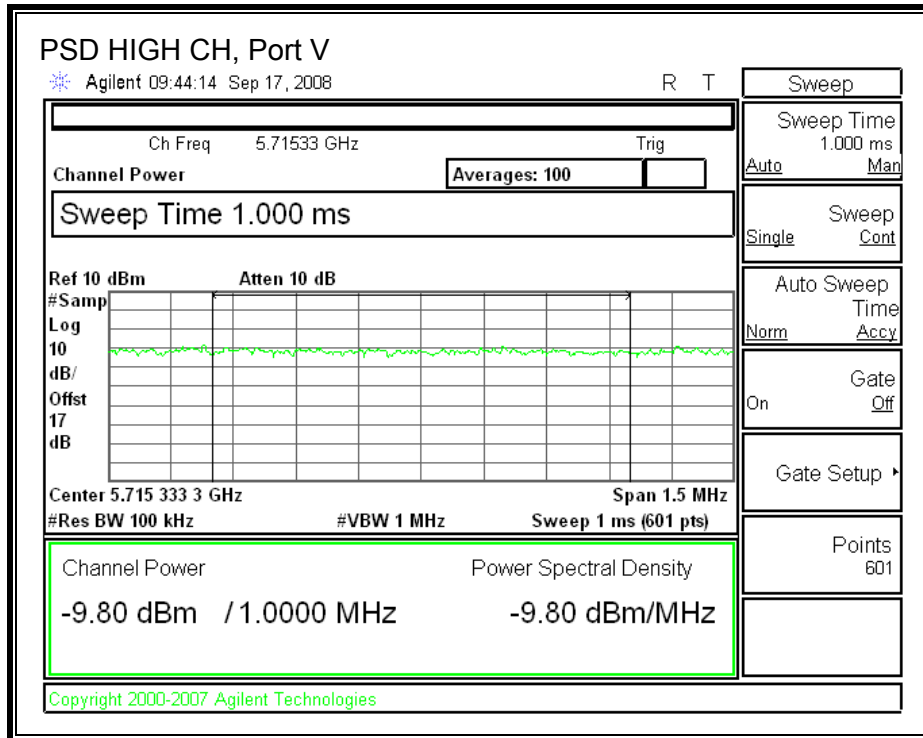 PSD HIGH CH, Port V
Agilent 09:44:14 Sep 17, 2008 R T
Ch Freq 5.71533 GHz Trig
Channel Power Averages: 100
Sweep Time 1.000 ms
Ref 10 dBm Atten 10 dB
#Samp
Log
10
dB/
Offst
17
dB
Center 5.715 333 3 GHz Span 1.5 MHz
#Res BW 100 kHz #VBW 1 MHz Sweep 1 ms (601 pts)
Channel Power Power Spectral Density
-9.80 dBm /1.0000 MHz -9.80 dBm/MHz
Copyright 2000-2007 Agilent Technologies
Sweep
Sweep Time
1.000 ms
Auto Man
Sweep
Single Cont
Auto Sweep
Time
Norm Accy
Gate
On Off
Gate Setup
Points
601